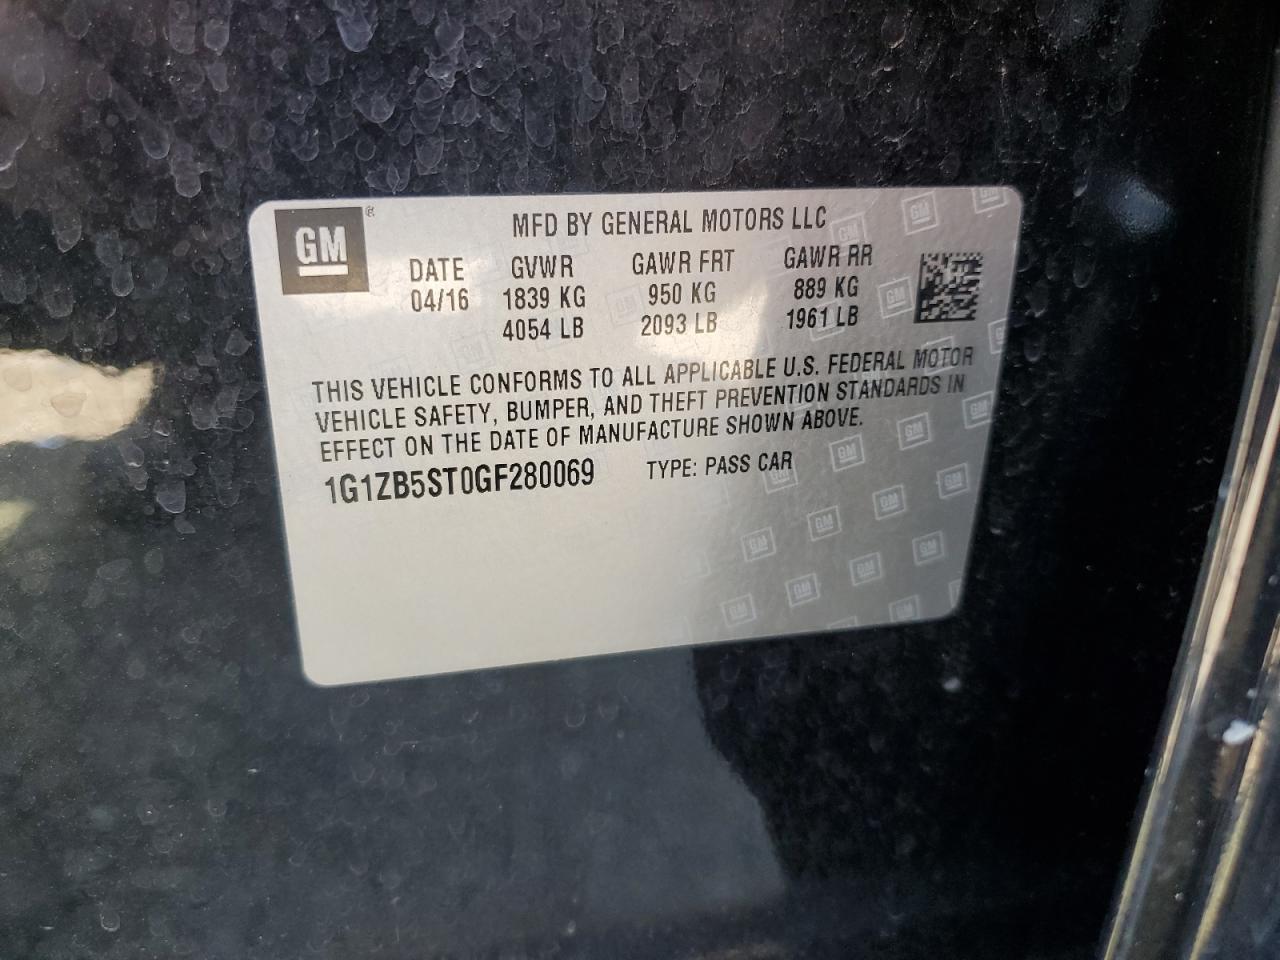 GM ®
MFD BY GENERAL MOTORS LLC
DATE GVWR GAWR FRT GAWR RR
04/16 1839 KG 950 KG 889 KG
4054 LB 2093 LB 1961 LB
THIS VEHICLE CONFORMS TO ALL APPLICABLE U.S. FEDERAL MOTOR
VEHICLE SAFETY, BUMPER, AND THEFT PREVENTION STANDARDS IN
EFFECT ON THE DATE OF MANUFACTURE SHOWN ABOVE.
1G1ZB5ST0GF280069 TYPE: PASS CAR